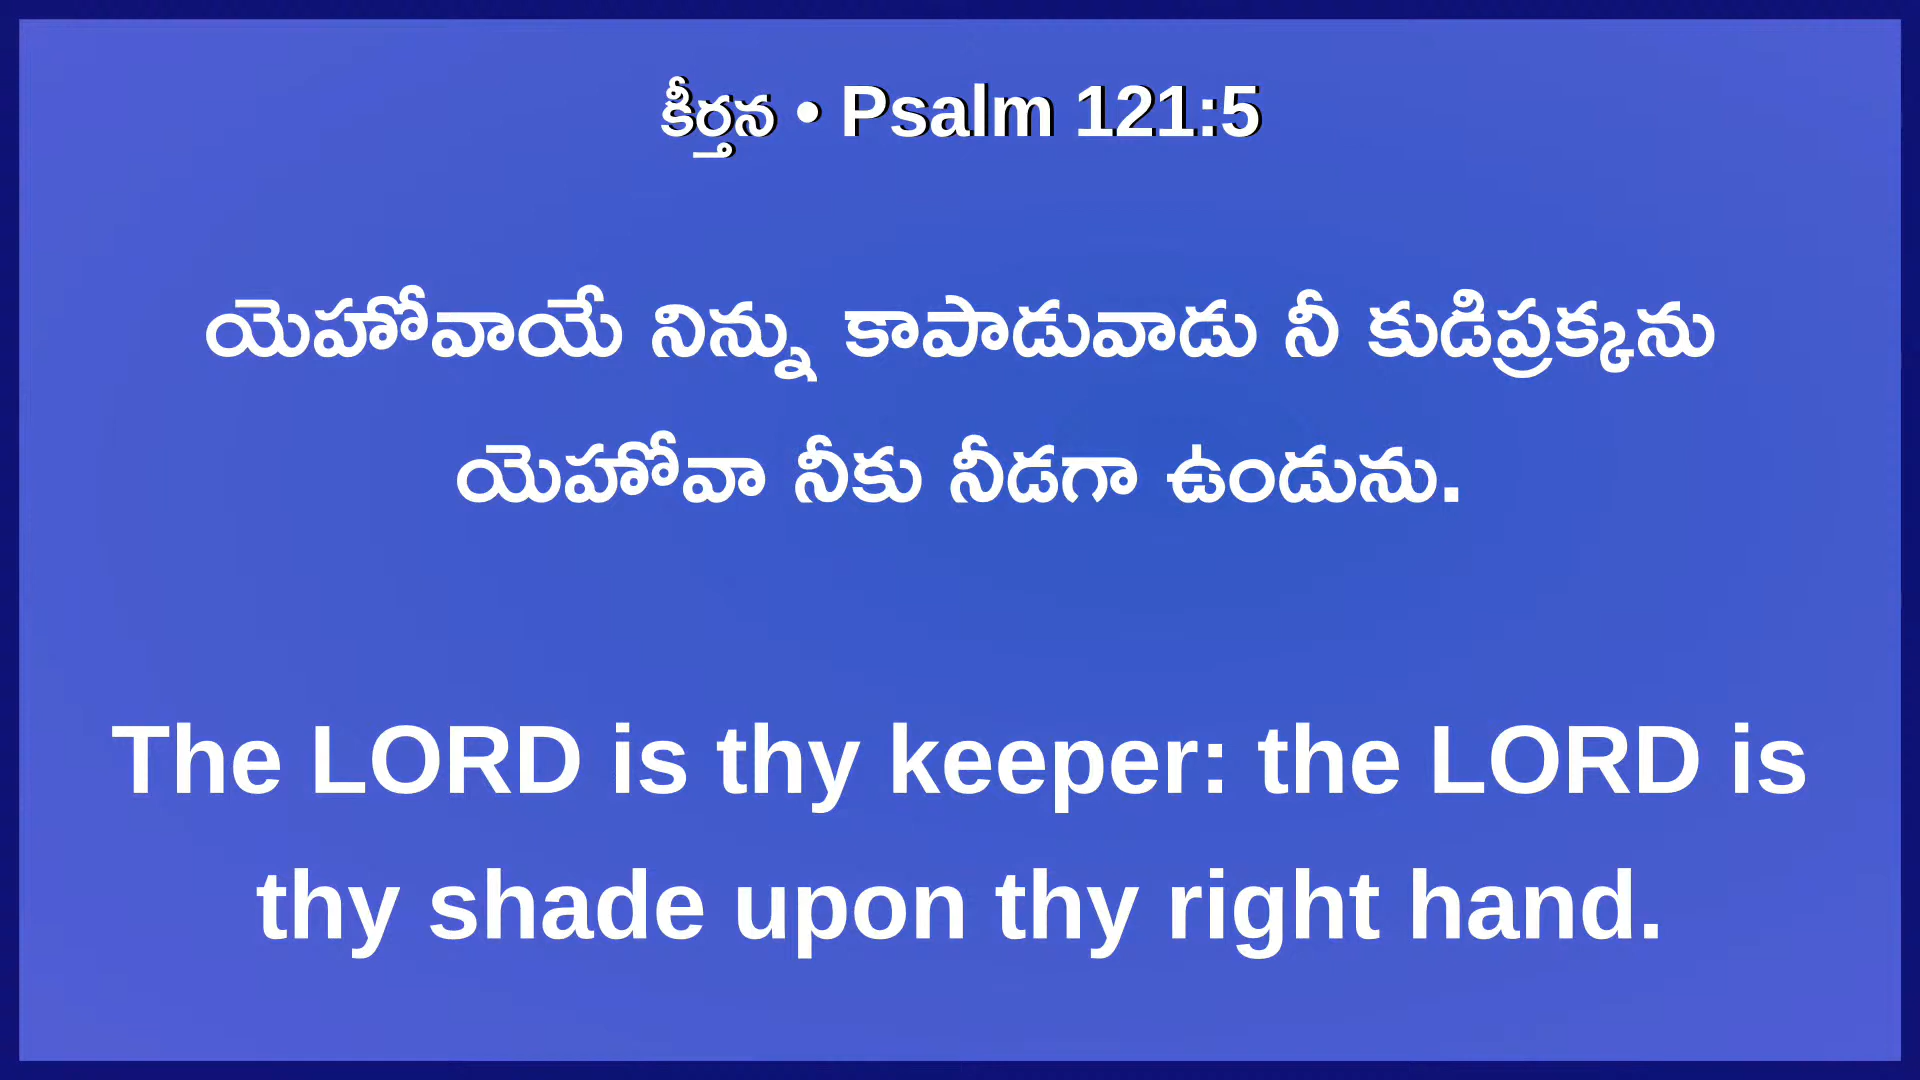 కీర్తన • Psalm 121:5
యెహోవాయే నిన్ను కాపాడువాడు నీ కుడిప్రక్కను
యెహోవా నీకు నీడగా ఉండును.
The LORD is thy keeper: the LORD is
thy shade upon thy right hand.